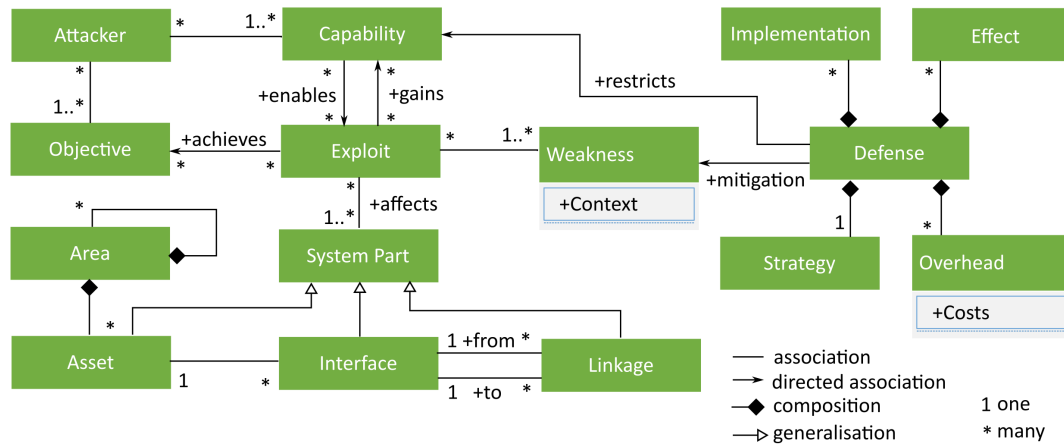 Attacker
*
1..*
Capability
Implementation
Effect
*
*
*
*
*
+restricts
1..*
+enables
+gains
*
*
Objective
+achieves
*
*
Exploit
*
1..*
Weakness
+mitigation
Defense
+Context
*
+affects
1..*
*
Area
System Part
1
*
Strategy
Overhead
+Costs
*
Asset
1
*
Interface
1 +from *
1 +to *
Linkage
association
directed association
composition
1 one
generalisation
* many